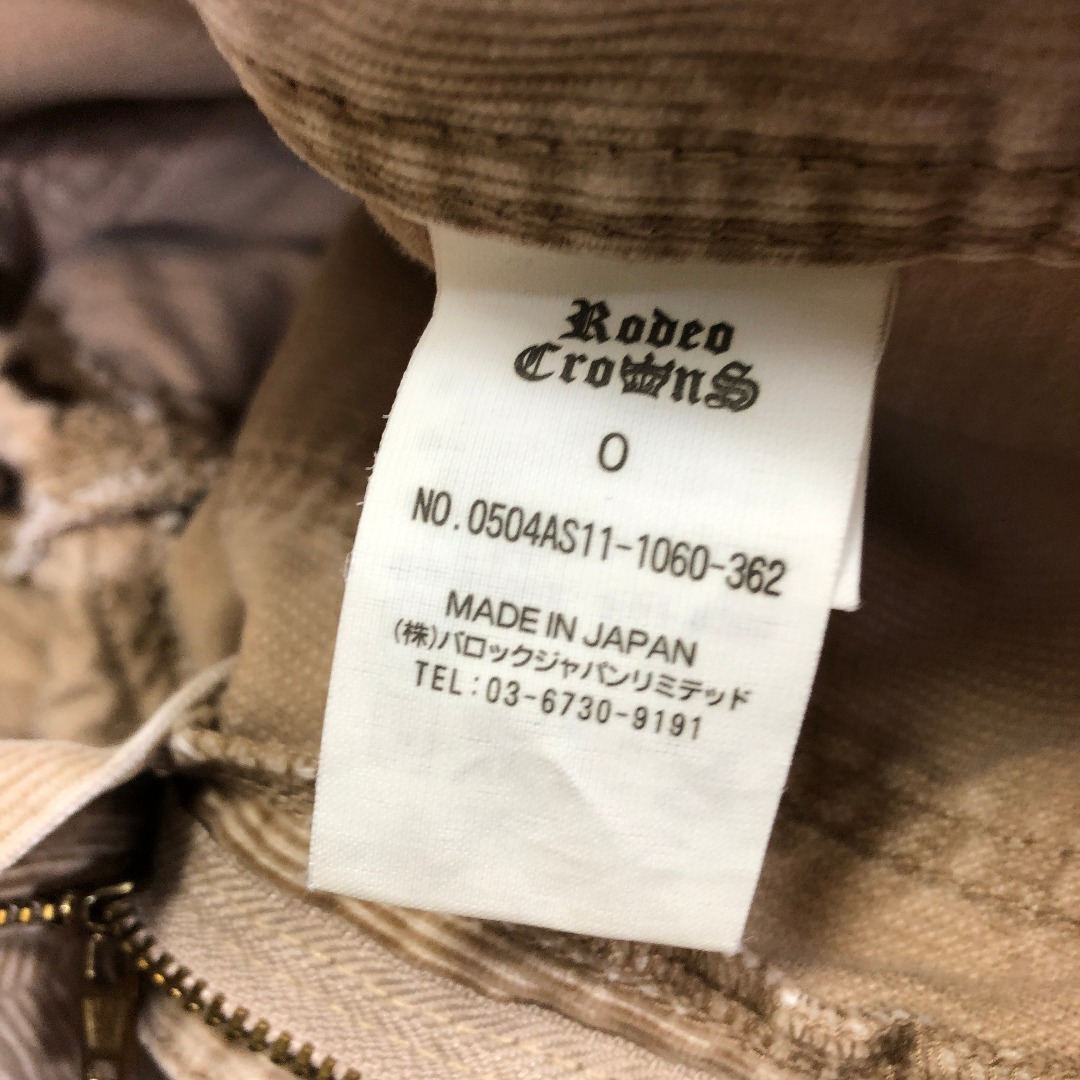 Rodeo
CrownS
0
NO.0504AS11-1060-362
MADE IN JAPAN
(株)バロックジャパンリミテッド
TEL:03-6730-9191